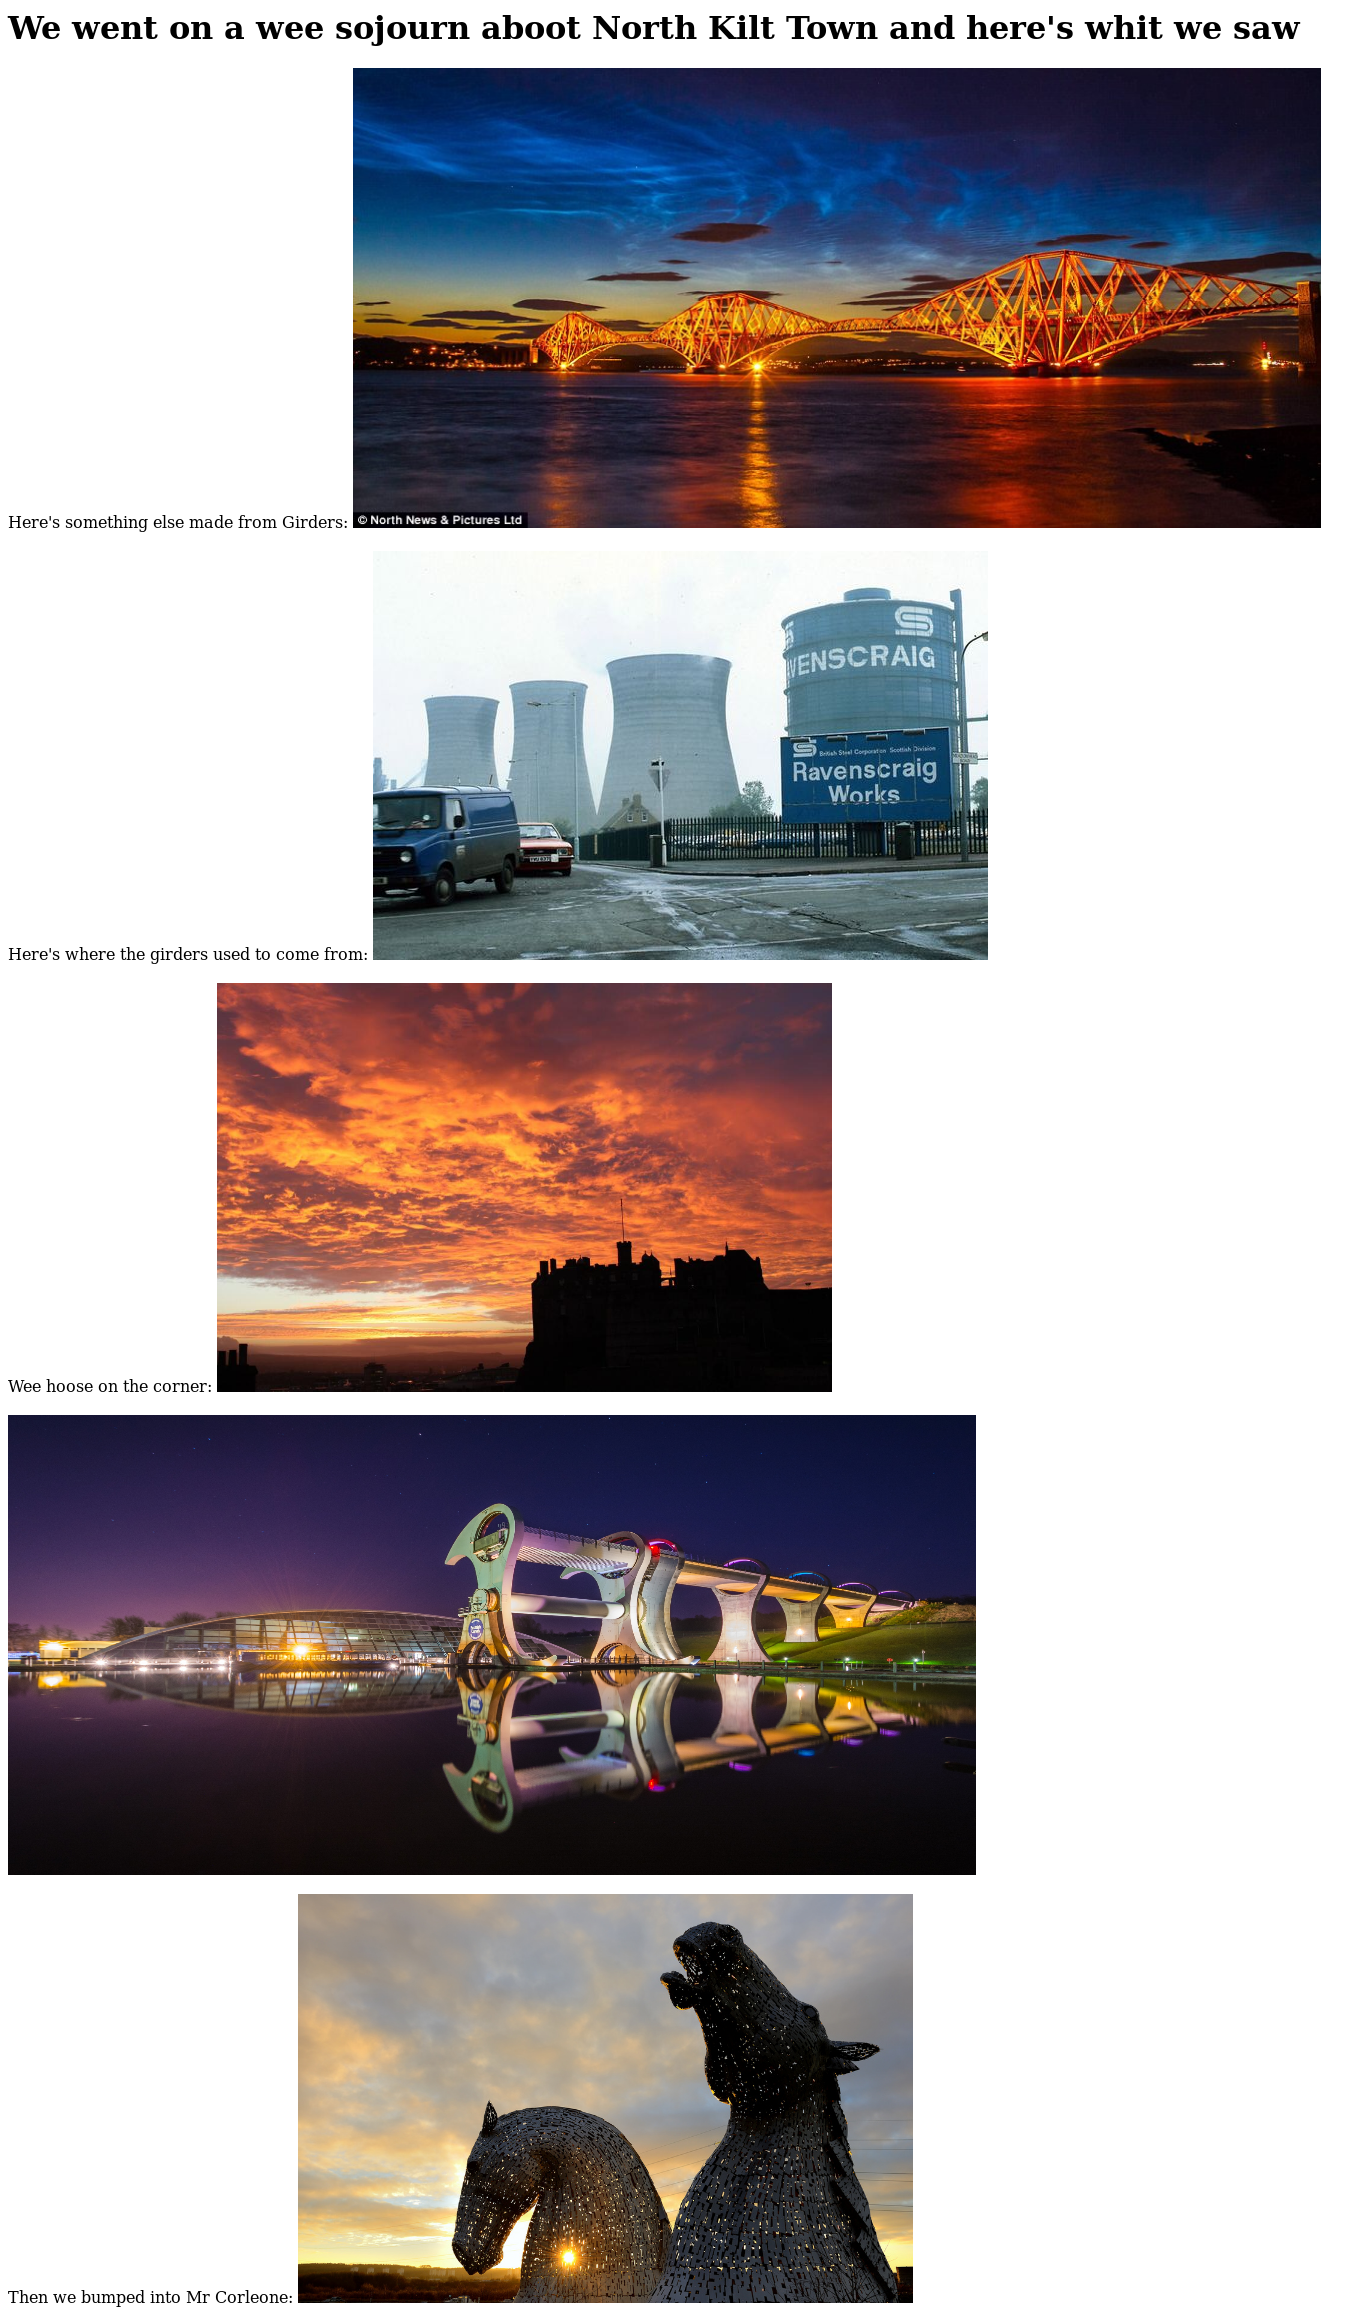 We went on a wee sojourn aboot North Kilt Town and here's whit we saw
Here's something else made from Girders:
© North News & Pictures Ltd
VENSCRAIG
British Steel Corporation Scottish Division
Ravenscraig
Works
Here's where the girders used to come from:
Wee hoose on the corner:
Then we bumped into Mr Corleone: